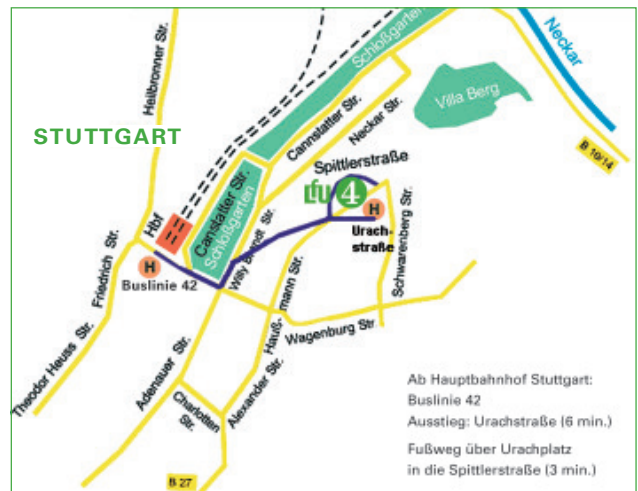 Schloßgarten
Neckar
Heilbronner Str.
Villa Berg
Cannstatter Str.
Neckar Str.
STUTTGART
B 10/14
Spittlerstraße
LfU 4
H
Urach-
straße
Canstatter Str.
Schloßgarten
Hbf
H
Buslinie 42
Friedrich Str.
Willy Brandt Str.
Schwarenberg Str.
Hauß-
mann Str.
Wagenburg Str
Theodor Heuss Str.
Adenauer Str.
Alexander Str.
Charlotten
Str.
B 27
Ab Hauptbahnhof Stuttgart:
Buslinie 42
Ausstieg: Urachstraße (6 min.)
Fußweg über Urachplatz
in die Spittlerstraße (3 min.)